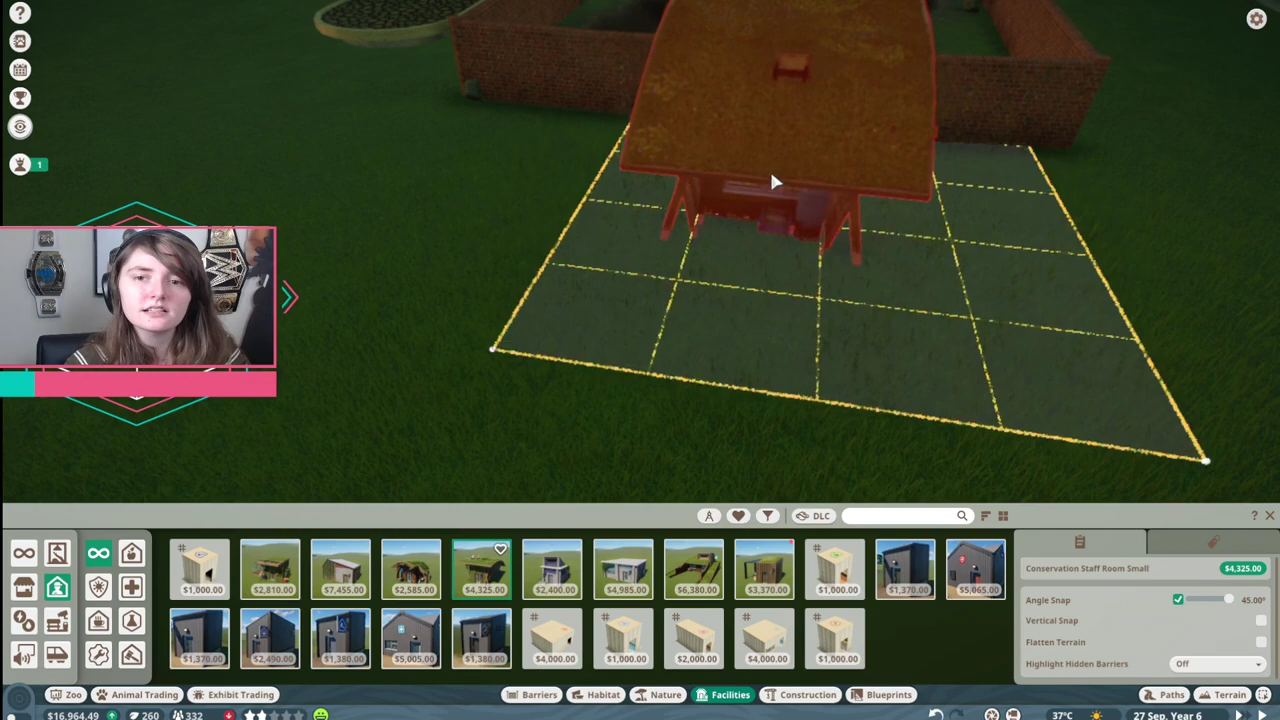 ?
1
DLC
?
$1,000.00 $2,810.00 $7,455.00 $2,585.00 $4,325.00 $2,400.00 $4,985.00 $6,380.00 $3,370.00 $1,000.00 $1,370.00 $5,065.00
$1,370.00 $2,490.00 $1,380.00 $5,005.00 $1,380.00 $4,000.00 $1,000.00 $2,000.00 $4,000.00 $1,000.00
Conservation Staff Room Small $4,325.00
Angle Snap 45.00°
Vertical Snap
Flatten Terrain
Highlight Hidden Barriers Off
Zoo Animal Trading Exhibit Trading Barriers Habitat Nature Facilities Construction Blueprints Paths Terrain
$16,964.49 260 332 37°C 27 Sep, Year 6